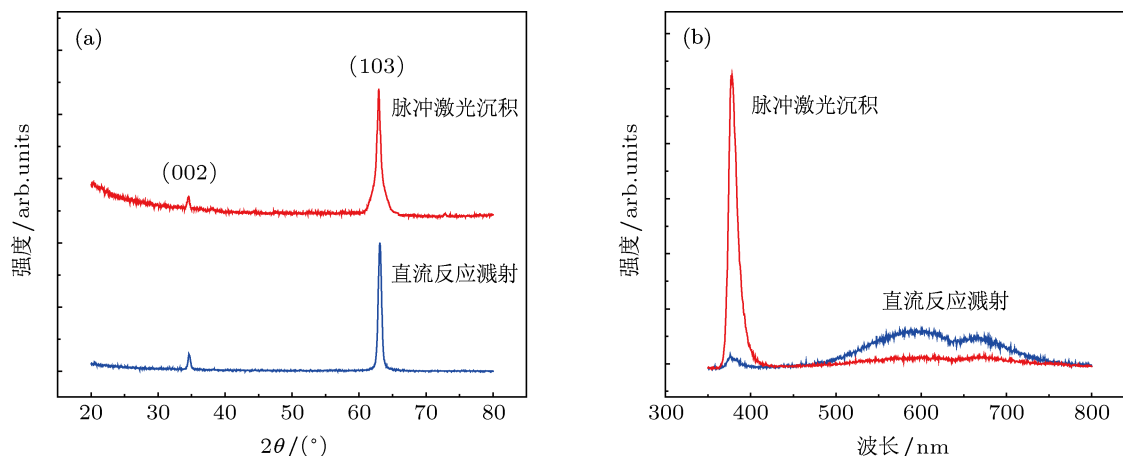 (a)
(103)
脉冲激光沉积
(002)
直流反应溅射
强度/arb.units
20 30 40 50 60 70 80
2θ/(°)
(b)
脉冲激光沉积
直流反应溅射
强度/arb.units
300 400 500 600 700 800
波长/nm